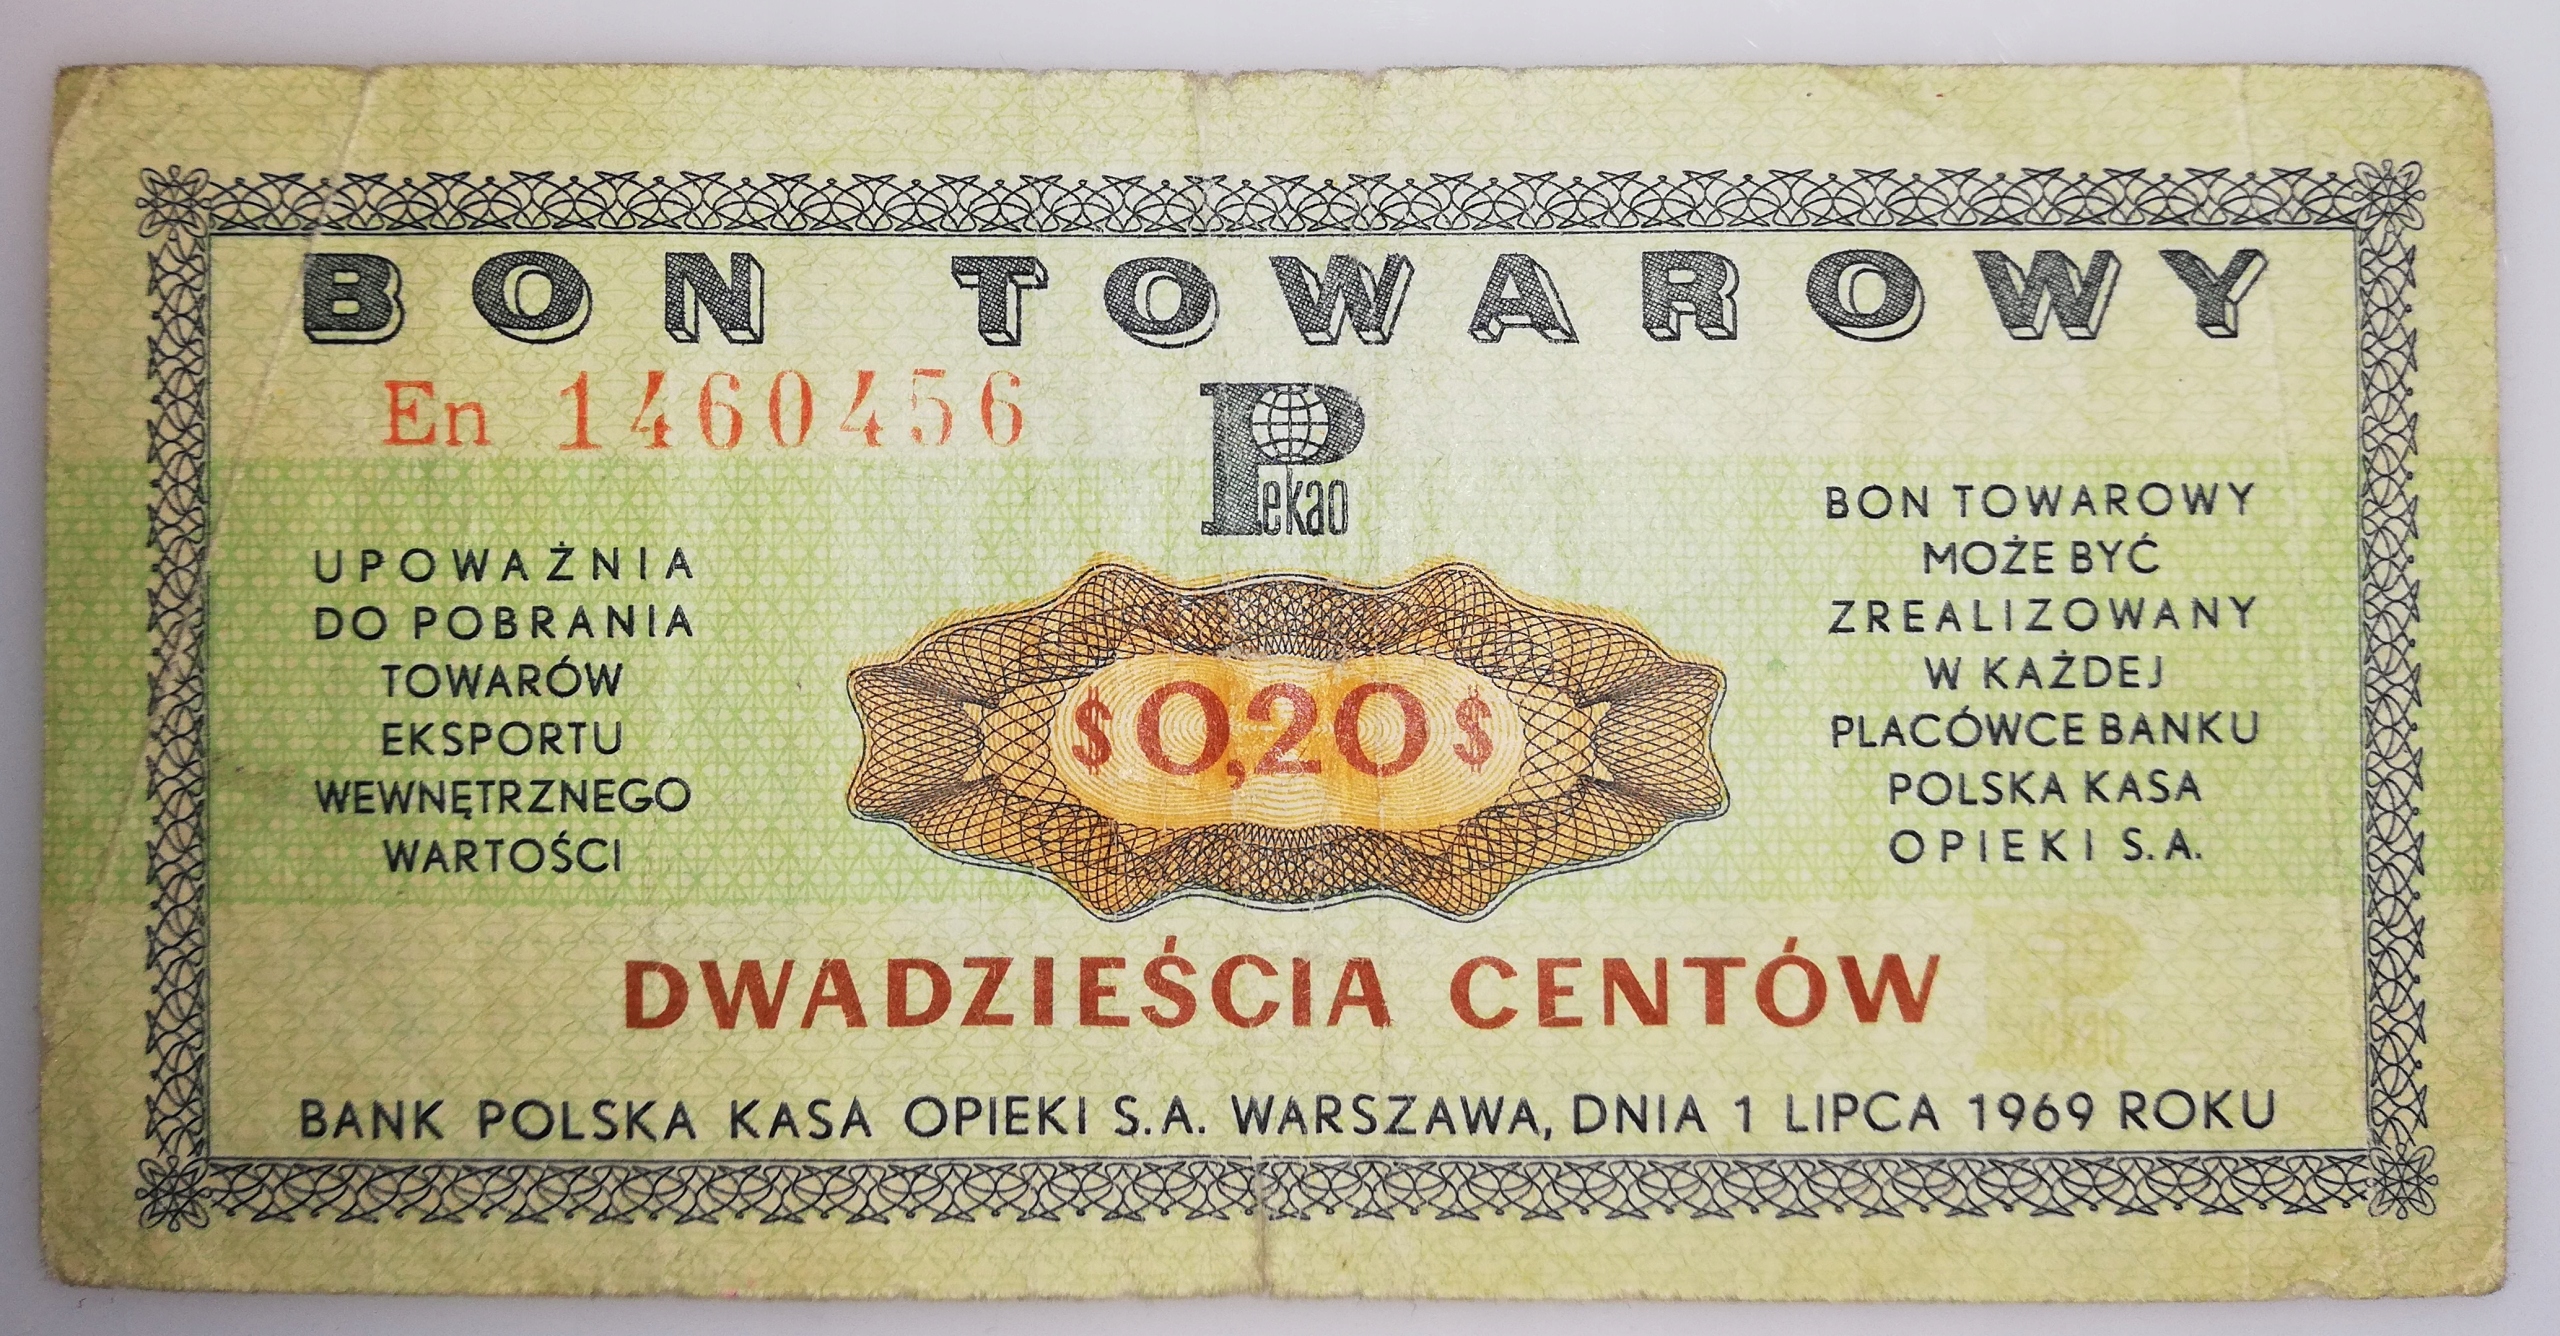 BON TOWAROWY
En 1460456
Pekao
UPOWAŻNIA
DO POBRANIA
TOWARÓW
EKSPORTU
WEWNĘTRZNEGO
WARTOŚCI
$0,20$
BON TOWAROWY
MOŻE BYĆ
ZREALIZOWANY
W KAŻDEJ
PLACÓWCE BANKU
POLSKA KASA
OPIEKI S.A.
DWADZIEŚCIA CENTÓW
BANK POLSKA KASA OPIEKI S.A. WARSZAWA, DNIA 1 LIPCA 1969 ROKU